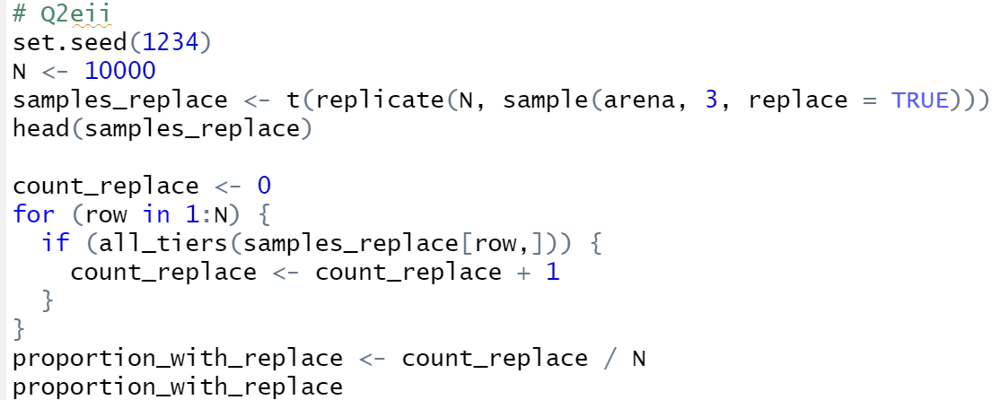 # Q2eii
set.seed(1234)
N <- 10000
samples_replace <- t(replicate(N, sample(arena, 3, replace = TRUE)))
head(samples_replace)

count_replace <- 0
for (row in 1:N) {
  if (all_tiers(samples_replace[row,])) {
    count_replace <- count_replace + 1
  }
}
proportion_with_replace <- count_replace / N
proportion_with_replace